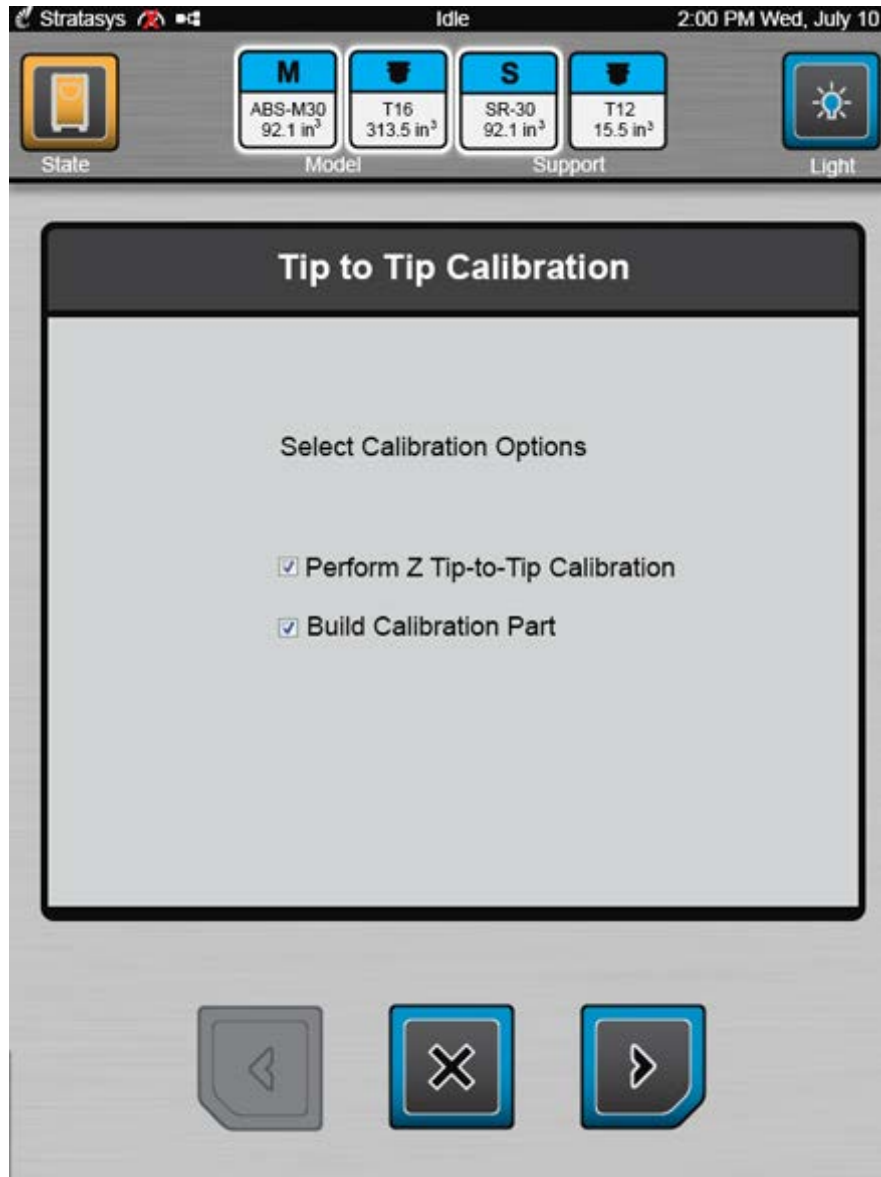 Stratasys Idle 2:00 PM Wed, July 10
M S
ABS-M30 T16 SR-30 T12
92.1 in³ 313.5 in³ 92.1 in³ 15.5 in³
State Model Support Light
Tip to Tip Calibration
Select Calibration Options
Perform Z Tip-to-Tip Calibration
Build Calibration Part